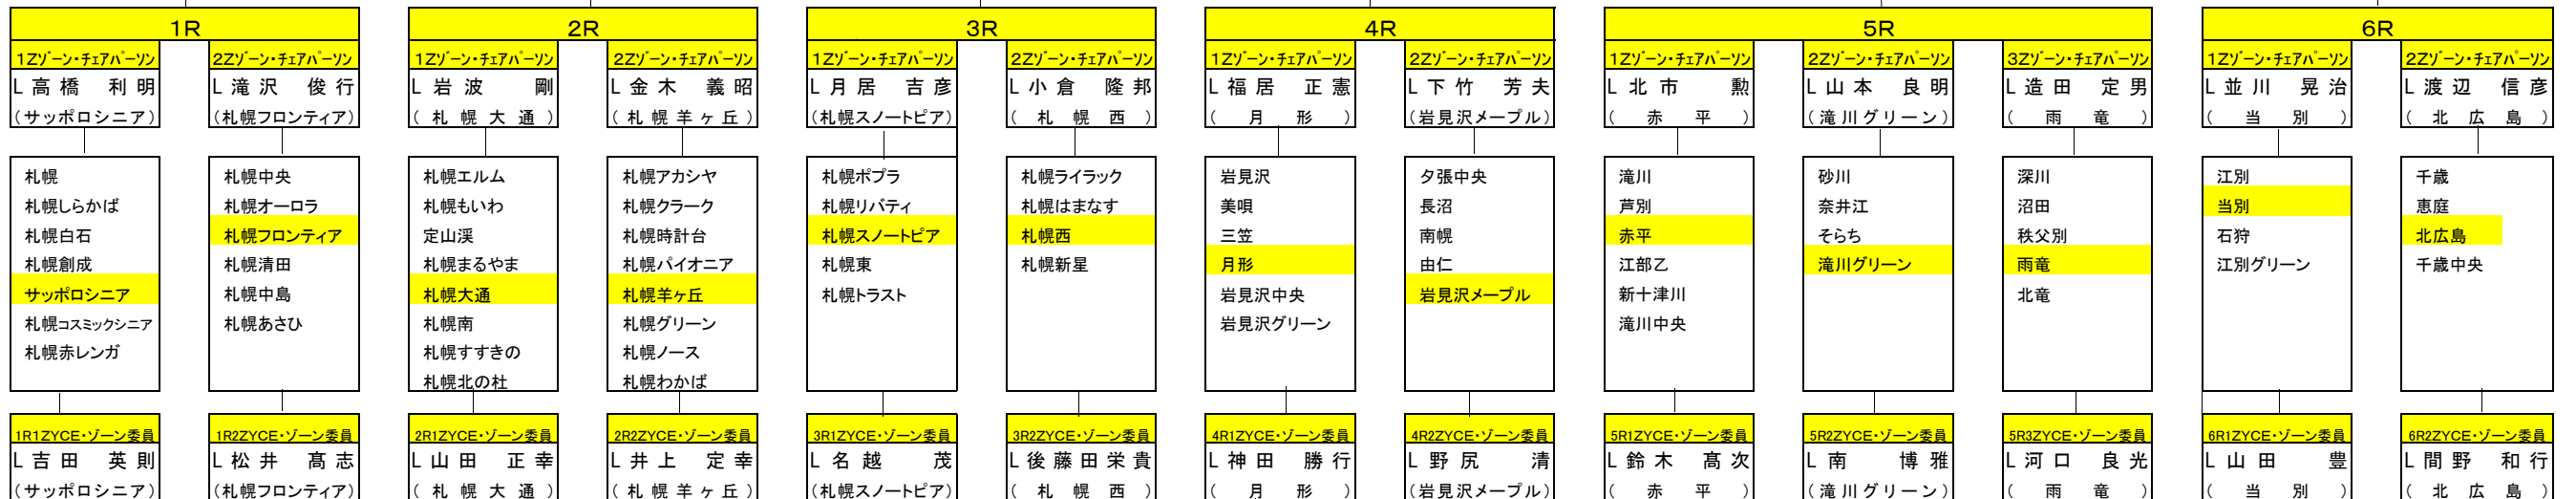 1R
2R
3R
4R
5R
6R
1Zｿﾞｰﾝ・ﾁｪｱﾊﾟｰｿﾝ
2Zｿﾞｰﾝ・ﾁｪｱﾊﾟｰｿﾝ
1Zｿﾞｰﾝ・ﾁｪｱﾊﾟｰｿﾝ
2Zｿﾞｰﾝ・ﾁｪｱﾊﾟｰｿﾝ
1Zｿﾞｰﾝ・ﾁｪｱﾊﾟｰｿﾝ
2Zｿﾞｰﾝ・ﾁｪｱﾊﾟｰｿﾝ
1Zｿﾞｰﾝ・ﾁｪｱﾊﾟｰｿﾝ
2Zｿﾞｰﾝ・ﾁｪｱﾊﾟｰｿﾝ
1Zｿﾞｰﾝ・ﾁｪｱﾊﾟｰｿﾝ
2Zｿﾞｰﾝ・ﾁｪｱﾊﾟｰｿﾝ
3Zｿﾞｰﾝ・ﾁｪｱﾊﾟｰｿﾝ
1Zｿﾞｰﾝ・ﾁｪｱﾊﾟｰｿﾝ
2Zｿﾞｰﾝ・ﾁｪｱﾊﾟｰｿﾝ
L 高橋 利明
L 滝沢 俊行
L 岩波 剛
L 金木 義昭
L 月居 吉彦
L 小倉 隆邦
L 福居 正憲
L 下竹 芳夫
L 北市 勲
L 山本 良明
L 造田 定男
L 並川 晃治
L 渡辺 信彦
（サッポロシニア）
（札幌フロンティア）
（札幌大通）
（札幌羊ヶ丘）
（札幌スノートピア）
（札幌西）
（月形）
（岩見沢メープル）
（赤平）
（滝川グリーン）
（雨竜）
（当別）
（北広島）
札幌
札幌しらかば
札幌白石
札幌創成
サッポロシニア
札幌コスミックシニア
札幌赤レンガ
札幌中央
札幌オーロラ
札幌フロンティア
札幌清田
札幌中島
札幌あさひ
札幌エルム
札幌もいわ
定山渓
札幌まるやま
札幌大通
札幌南
札幌すすきの
札幌北の杜
札幌アカシヤ
札幌クラーク
札幌時計台
札幌パイオニア
札幌羊ヶ丘
札幌グリーン
札幌ノース
札幌わかば
札幌ポプラ
札幌リバティ
札幌スノートピア
札幌東
札幌トラスト
札幌ライラック
札幌はまなす
札幌西
札幌新星
岩見沢
美唄
三笠
月形
岩見沢中央
岩見沢グリーン
夕張中央
長沼
南幌
由仁
岩見沢メープル
滝川
芦別
赤平
江部乙
新十津川
滝川中央
砂川
奈井江
そらち
滝川グリーン
深川
沼田
秩父別
雨竜
北竜
江別
当別
石狩
江別グリーン
千歳
恵庭
北広島
千歳中央
1R1ZYCE・ゾーン委員
1R2ZYCE・ゾーン委員
2R1ZYCE・ゾーン委員
2R2ZYCE・ゾーン委員
3R1ZYCE・ゾーン委員
3R2ZYCE・ゾーン委員
4R1ZYCE・ゾーン委員
4R2ZYCE・ゾーン委員
5R1ZYCE・ゾーン委員
5R2ZYCE・ゾーン委員
5R3ZYCE・ゾーン委員
6R1ZYCE・ゾーン委員
6R2ZYCE・ゾーン委員
L 吉田 英則
L 松井 髙志
L 山田 正幸
L 井上 定幸
L 名越 茂
L 後藤田栄貴
L 神田 勝行
L 野尻 清
L 鈴木 髙次
L 南 博雅
L 河口 良光
L 山田 豊
L 間野 和行
（サッポロシニア）
（札幌フロンティア）
（札幌大通）
（札幌羊ヶ丘）
（札幌スノートピア）
（札幌西）
（月形）
（岩見沢メープル）
（赤平）
（滝川グリーン）
（雨竜）
（当別）
（北広島）